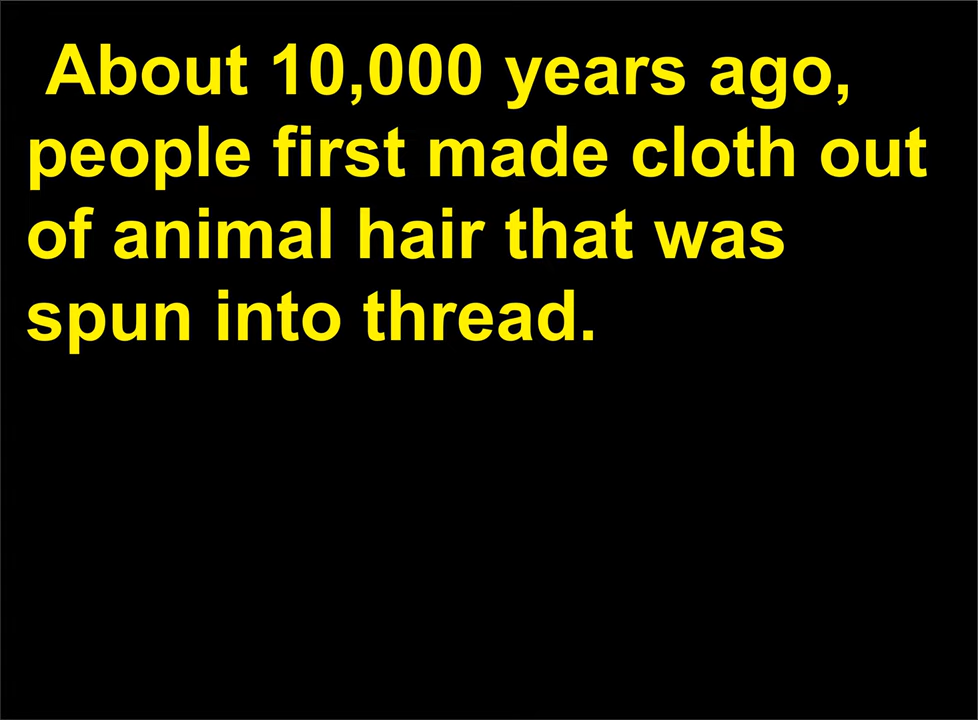 About 10,000 years ago,
people first made cloth out
of animal hair that was
spun into thread.